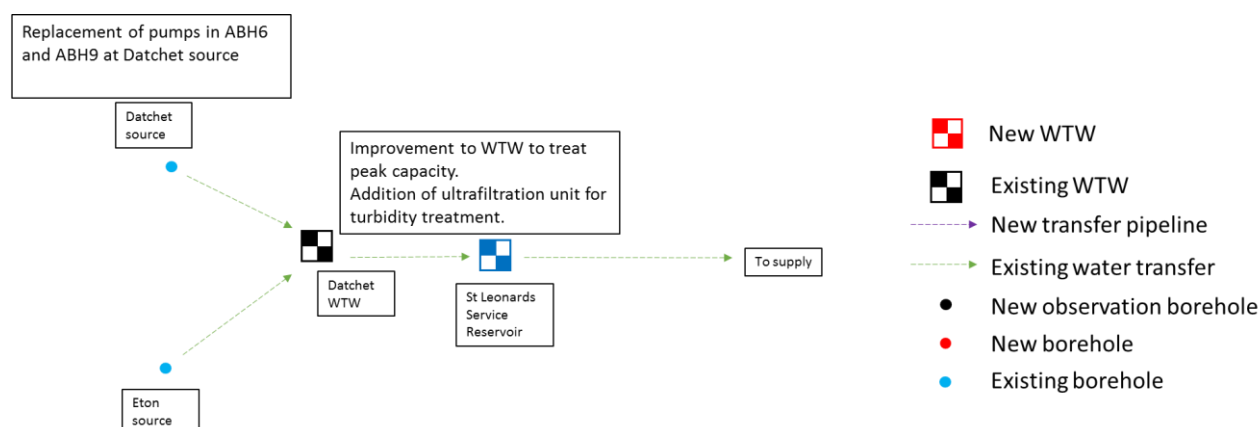 Replacement of pumps in ABH6
and ABH9 at Datchet source
Datchet
source
Improvement to WTW to treat
peak capacity.
Addition of ultrafiltration unit for
turbidity treatment.
Datchet
WTW
St Leonards
Service
Reservoir
To supply
Eton
source
New WTW
Existing WTW
New transfer pipeline
Existing water transfer
New observation borehole
New borehole
Existing borehole